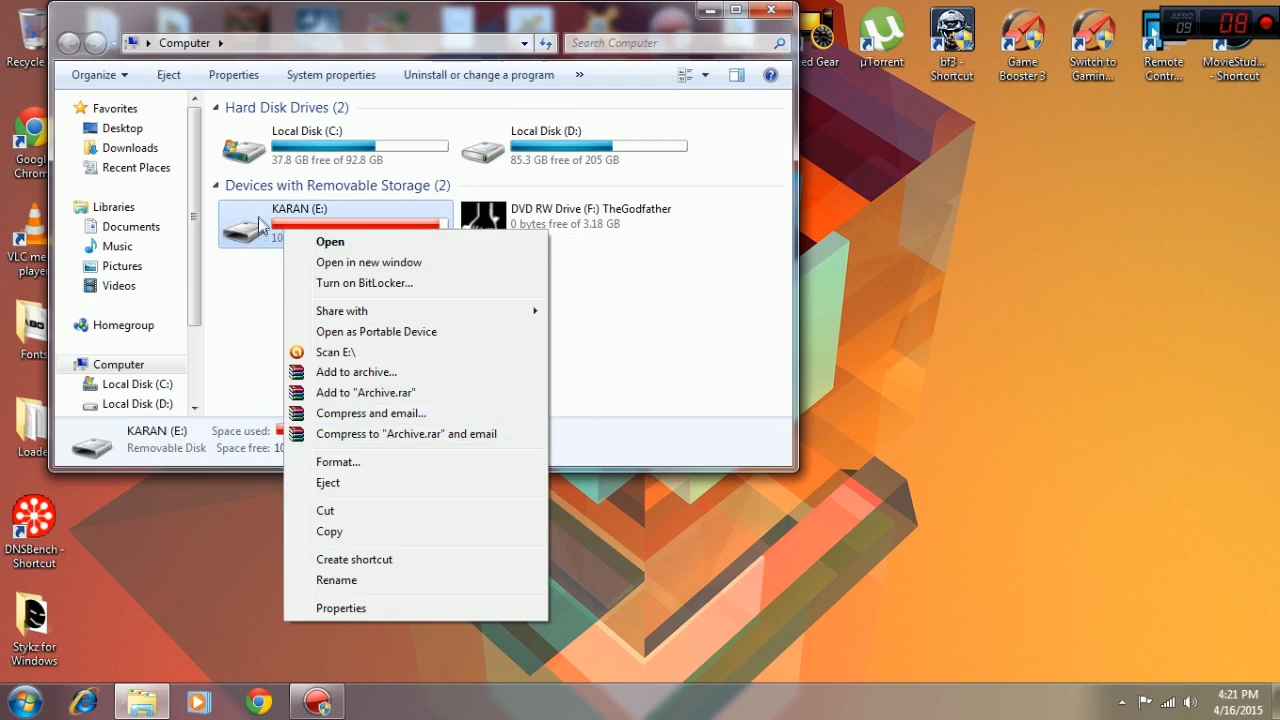 Recycle
Computer
Search Computer
Organize
Eject
Properties
System properties
Uninstall or change a program
»
Favorites
Desktop
Downloads
Recent Places
Libraries
Documents
Music
Pictures
Videos
Homegroup
Computer
Local Disk (C:)
Local Disk (D:)
Hard Disk Drives (2)
Local Disk (C:)
37.8 GB free of 92.8 GB
Local Disk (D:)
85.3 GB free of 205 GB
Devices with Removable Storage (2)
KARAN (E:)
10
DVD RW Drive (F:) TheGodfather
0 bytes free of 3.18 GB
Open
Open in new window
Turn on BitLocker...
Share with
Open as Portable Device
Scan E:\
Add to archive...
Add to "Archive.rar"
Compress and email...
Compress to "Archive.rar" and email
Format...
Eject
Cut
Copy
Create shortcut
Rename
Properties
KARAN (E:)
Removable Disk
Space used:
Space free: 10
Google
Chrom
VLC me
player
Fonts
Loade
DNSBench -
Shortcut
Stykz for
Windows
ed Gear
µTorrent
bf3 -
Shortcut
Game
Booster 3
Switch to
Gamin...
Remote
Contr...
MovieStud...
- Shortcut
AERO
09
08
4:21 PM
4/16/2015